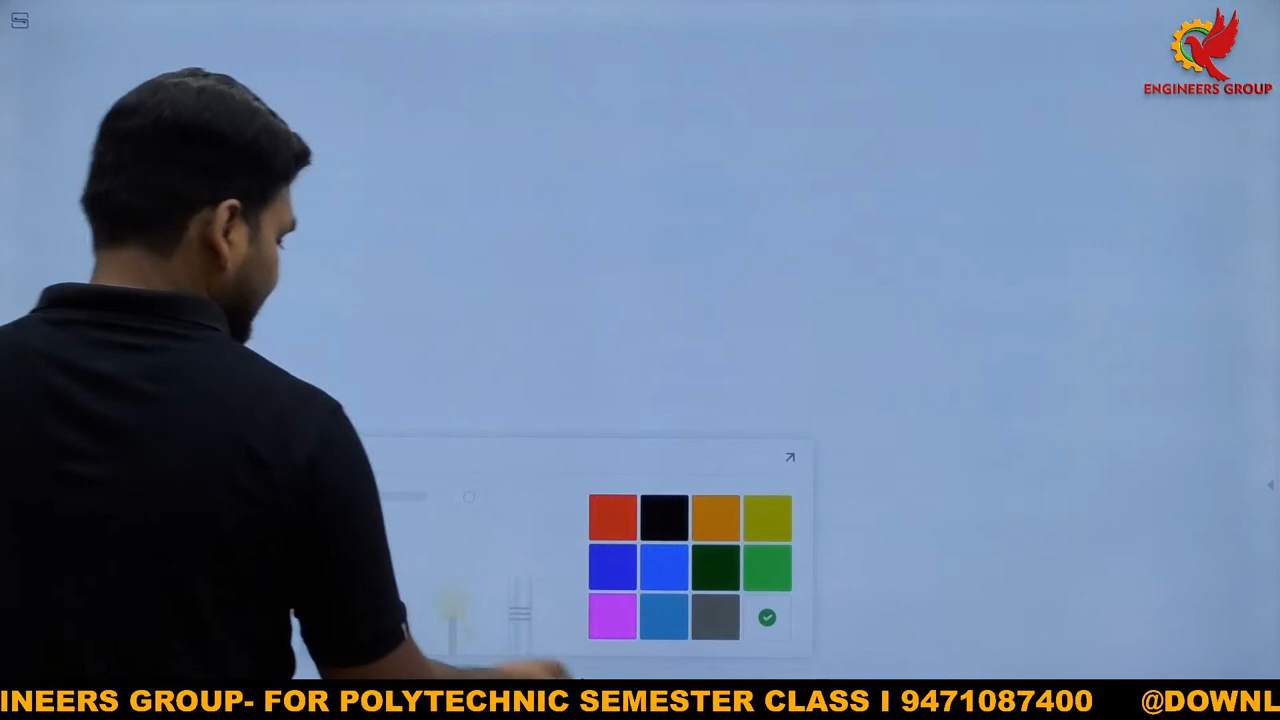 ENGINEERS GROUP
INEERS GROUP- FOR POLYTECHNIC SEMESTER CLASS I 9471087400 @DOWNL